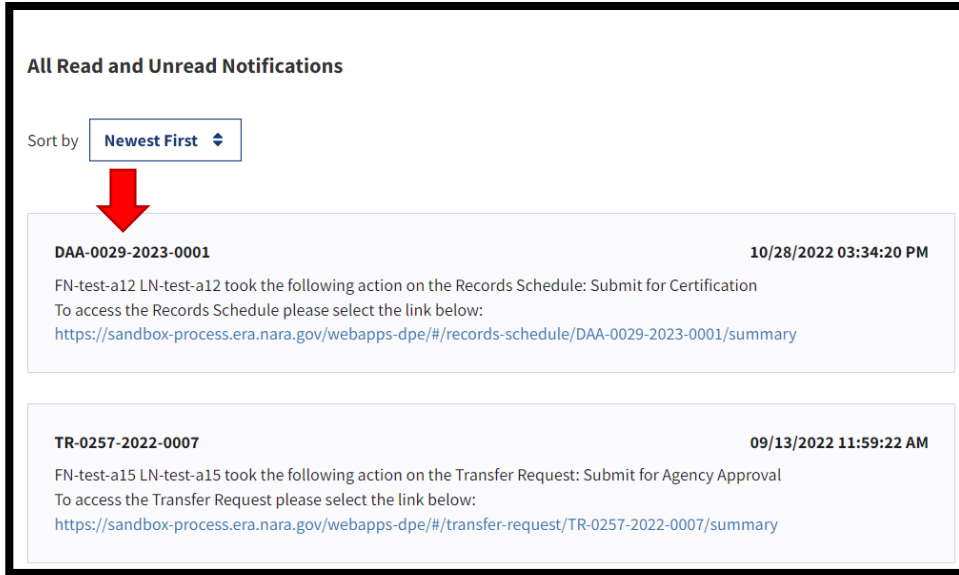 All Read and Unread Notifications
Sort by Newest First
DAA-0029-2023-0001 10/28/2022 03:34:20 PM
FN-test-a12 LN-test-a12 took the following action on the Records Schedule: Submit for Certification
To access the Records Schedule please select the link below:
https://sandbox-process.era.nara.gov/webapps-dpe/#/records-schedule/DAA-0029-2023-0001/summary
TR-0257-2022-0007 09/13/2022 11:59:22 AM
FN-test-a15 LN-test-a15 took the following action on the Transfer Request: Submit for Agency Approval
To access the Transfer Request please select the link below:
https://sandbox-process.era.nara.gov/webapps-dpe/#/transfer-request/TR-0257-2022-0007/summary